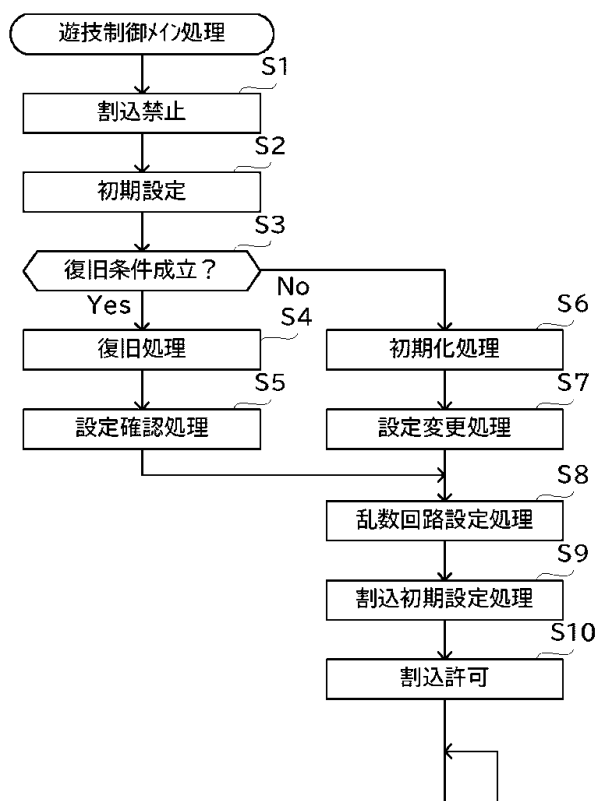 遊技制御メイン処理
S1
割込禁止
S2
初期設定
S3
復旧条件成立？
Yes
No
S4
復旧処理
S5
設定確認処理
S6
初期化処理
S7
設定変更処理
S8
乱数回路設定処理
S9
割込初期設定処理
S10
割込許可